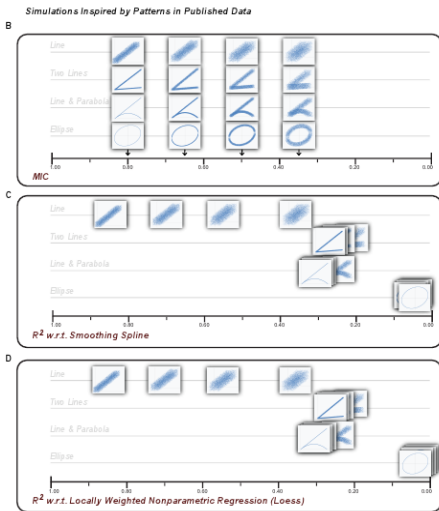 Simulations Inspired by Patterns in Published Data
B
Line
Two Lines
Line & Parabola
Ellipse
1.00 0.80 0.60 0.40 0.20 0.00
MIC
C
Line
Two Lines
Line & Parabola
Ellipse
1.00 0.80 0.60 0.40 0.20 0.00
R² w.r.t. Smoothing Spline
D
Line
Two Lines
Line & Parabola
Ellipse
1.00 0.80 0.60 0.40 0.20 0.00
R² w.r.t. Locally Weighted Nonparametric Regression (Loess)